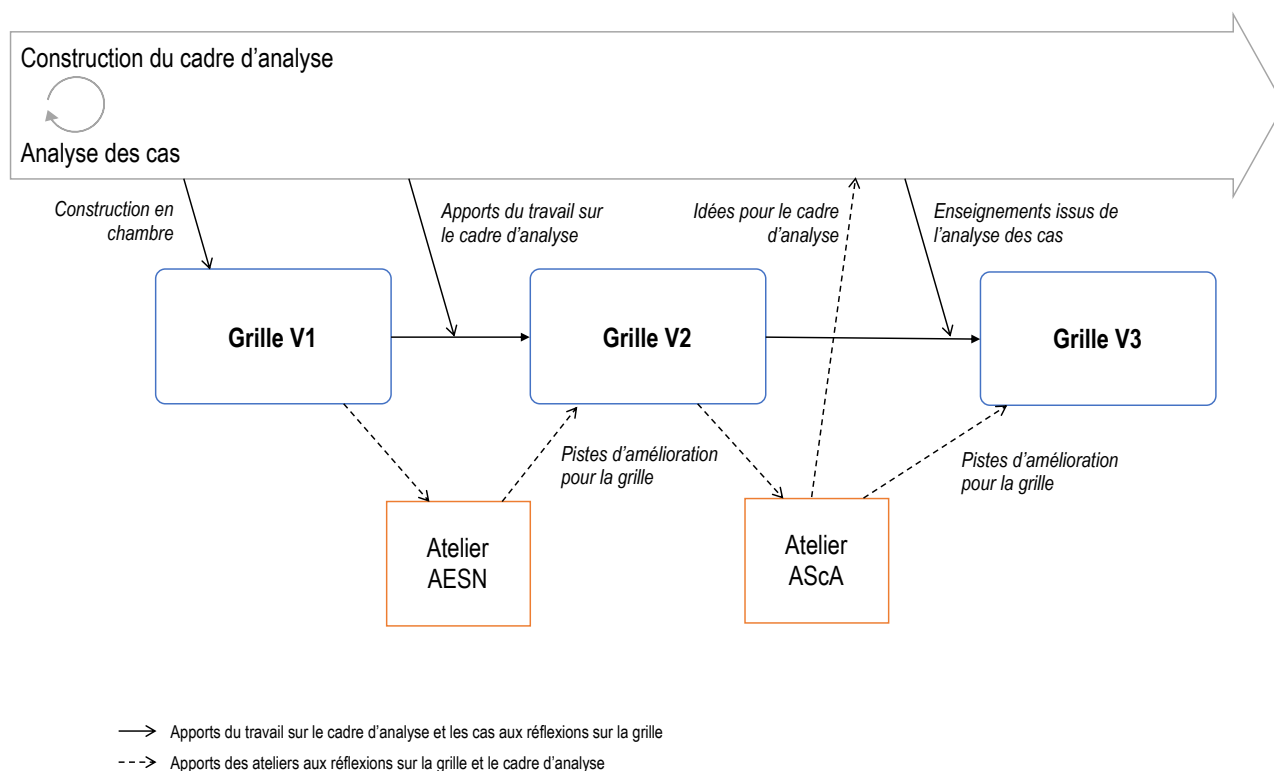 Construction du cadre d’analyse
Analyse des cas
Construction en
chambre
Apports du travail sur
le cadre d’analyse
Idées pour le cadre
d’analyse
Enseignements issus de
l’analyse des cas
Grille V1
Grille V2
Grille V3
Pistes d’amélioration
pour la grille
Pistes d’amélioration
pour la grille
Atelier
AESN
Atelier
AScA
Apports du travail sur le cadre d’analyse et les cas aux réflexions sur la grille
Apports des ateliers aux réflexions sur la grille et le cadre d’analyse